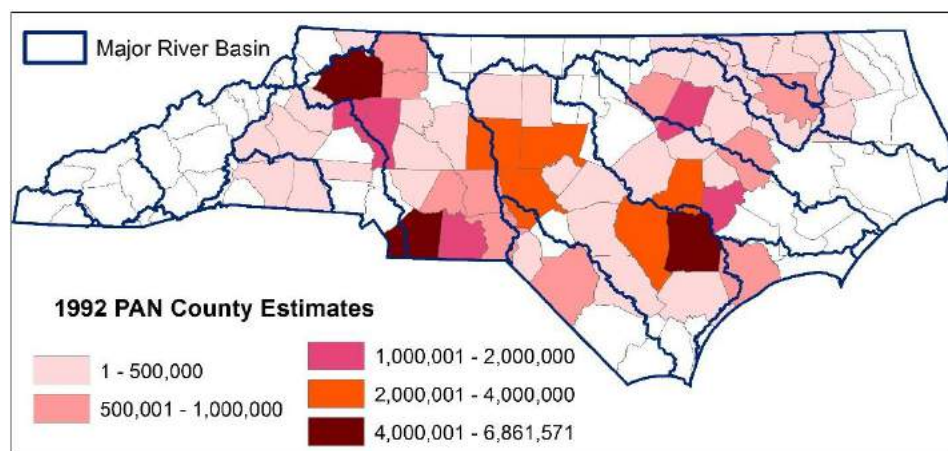 Major River Basin
1992 PAN County Estimates
1 - 500,000
500,001 - 1,000,000
1,000,001 - 2,000,000
2,000,001 - 4,000,000
4,000,001 - 6,861,571